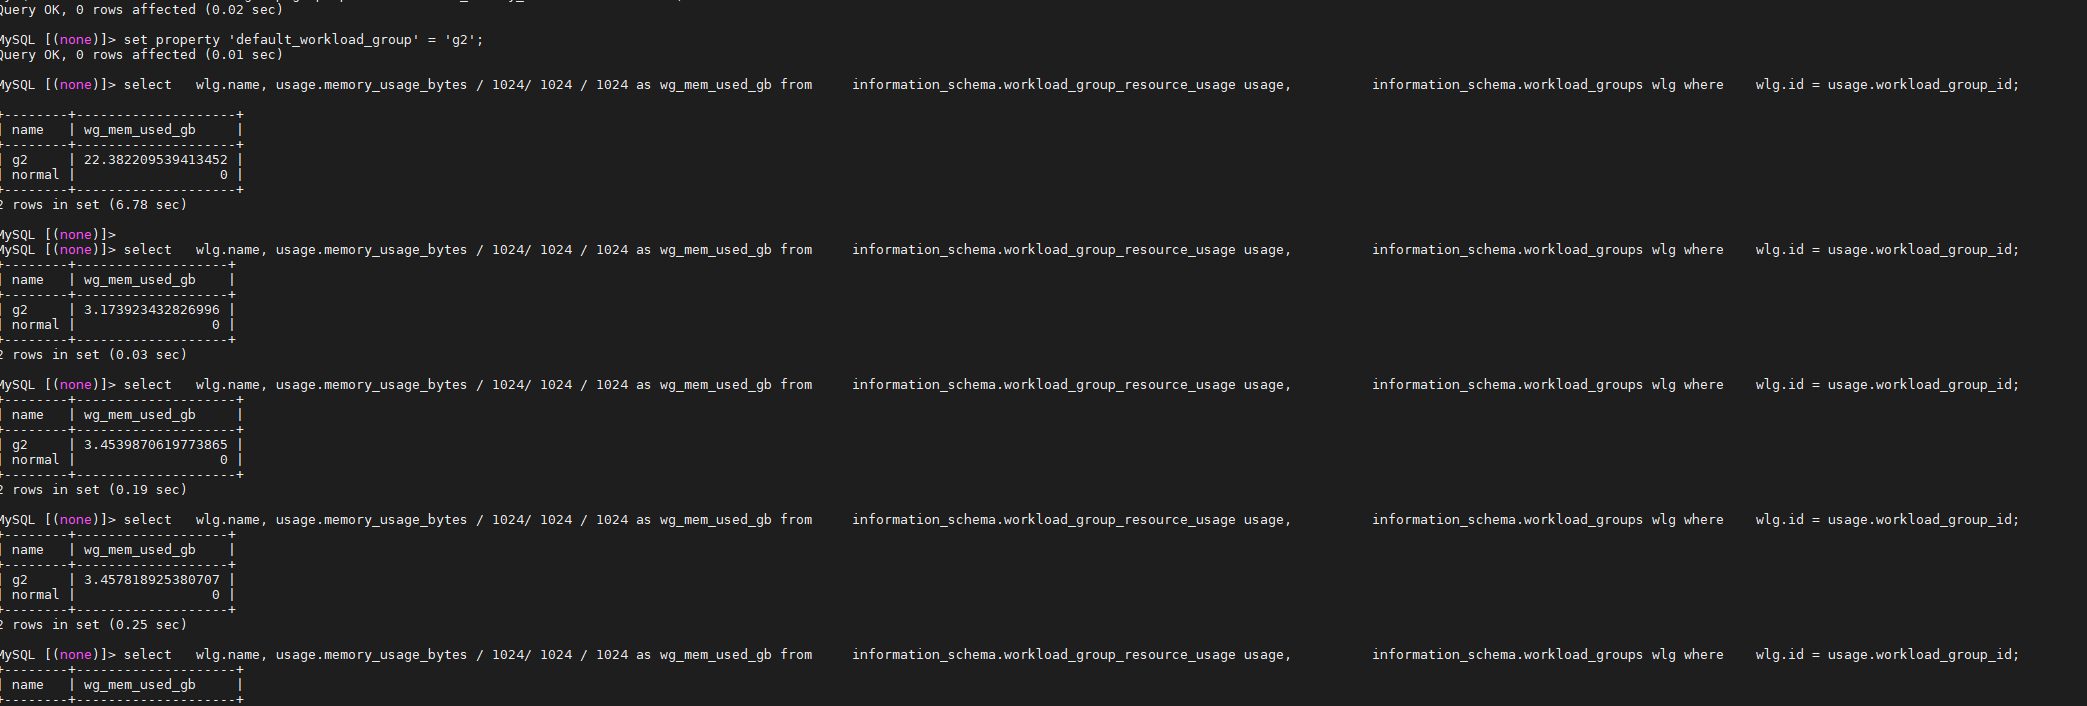 Query OK, 0 rows affected (0.02 sec)
MySQL [(none)]> set property 'default_workload_group' = 'g2';
Query OK, 0 rows affected (0.01 sec)
MySQL [(none)]> select   wlg.name, usage.memory_usage_bytes / 1024/ 1024 / 1024 as wg_mem_used_gb from     information_schema.workload_group_resource_usage usage,          information_schema.workload_groups wlg where    wlg.id = usage.workload_group_id;
+--------+--------------------+
| name   | wg_mem_used_gb     |
+--------+--------------------+
| g2     | 22.382209539413452 |
| normal |                  0 |
+--------+--------------------+
2 rows in set (6.78 sec)
MySQL [(none)]>
MySQL [(none)]> select   wlg.name, usage.memory_usage_bytes / 1024/ 1024 / 1024 as wg_mem_used_gb from     information_schema.workload_group_resource_usage usage,          information_schema.workload_groups wlg where    wlg.id = usage.workload_group_id;
+--------+-------------------+
| name   | wg_mem_used_gb    |
+--------+-------------------+
| g2     | 3.173923432826996 |
| normal |                 0 |
+--------+-------------------+
2 rows in set (0.03 sec)
MySQL [(none)]> select   wlg.name, usage.memory_usage_bytes / 1024/ 1024 / 1024 as wg_mem_used_gb from     information_schema.workload_group_resource_usage usage,          information_schema.workload_groups wlg where    wlg.id = usage.workload_group_id;
+--------+--------------------+
| name   | wg_mem_used_gb     |
+--------+--------------------+
| g2     | 3.4539870619773865 |
| normal |                  0 |
+--------+--------------------+
2 rows in set (0.19 sec)
MySQL [(none)]> select   wlg.name, usage.memory_usage_bytes / 1024/ 1024 / 1024 as wg_mem_used_gb from     information_schema.workload_group_resource_usage usage,          information_schema.workload_groups wlg where    wlg.id = usage.workload_group_id;
+--------+-------------------+
| name   | wg_mem_used_gb    |
+--------+-------------------+
| g2     | 3.457818925380707 |
| normal |                 0 |
+--------+-------------------+
2 rows in set (0.25 sec)
MySQL [(none)]> select   wlg.name, usage.memory_usage_bytes / 1024/ 1024 / 1024 as wg_mem_used_gb from     information_schema.workload_group_resource_usage usage,          information_schema.workload_groups wlg where    wlg.id = usage.workload_group_id;
+--------+--------------------+
| name   | wg_mem_used_gb     |
+--------+--------------------+